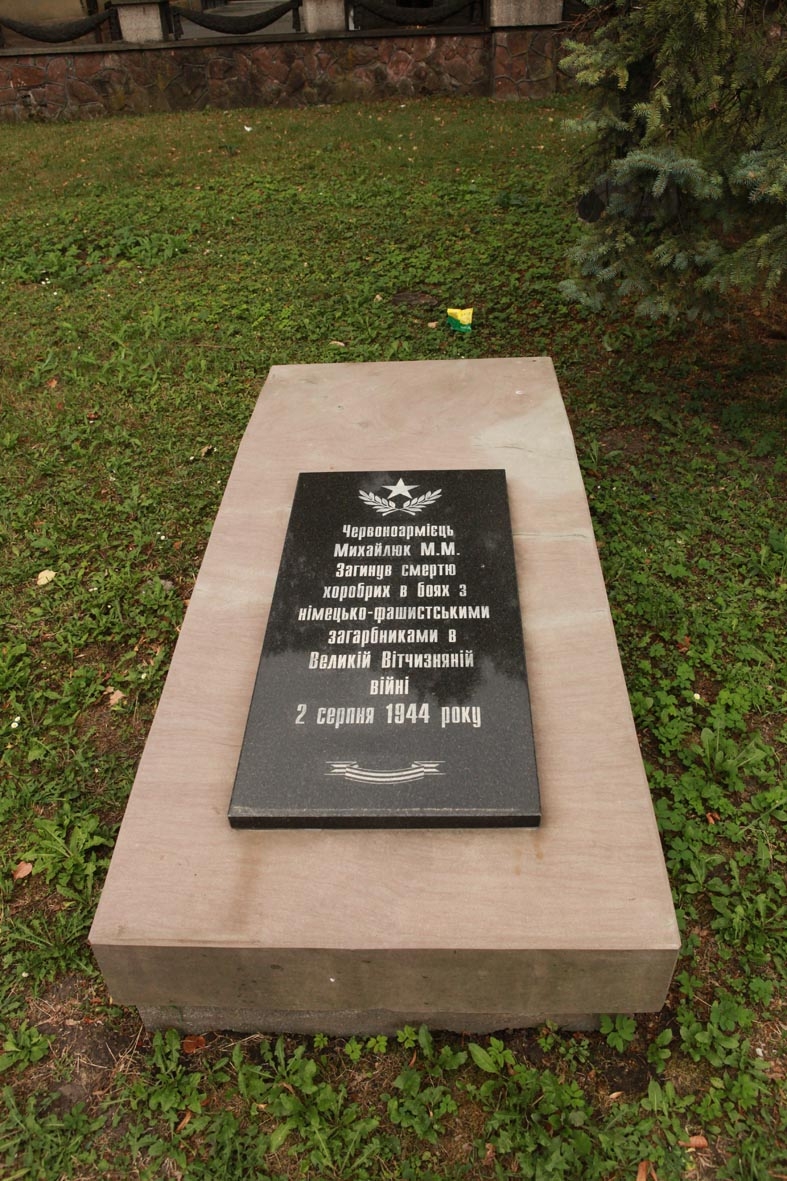 Червоноармієць
Михайлюк М.М.
Загинув смертю
хоробрих в боях з
німецько-фашистськими
загарбниками в
Великій Вітчизняній
війні
2 серпня 1944 року